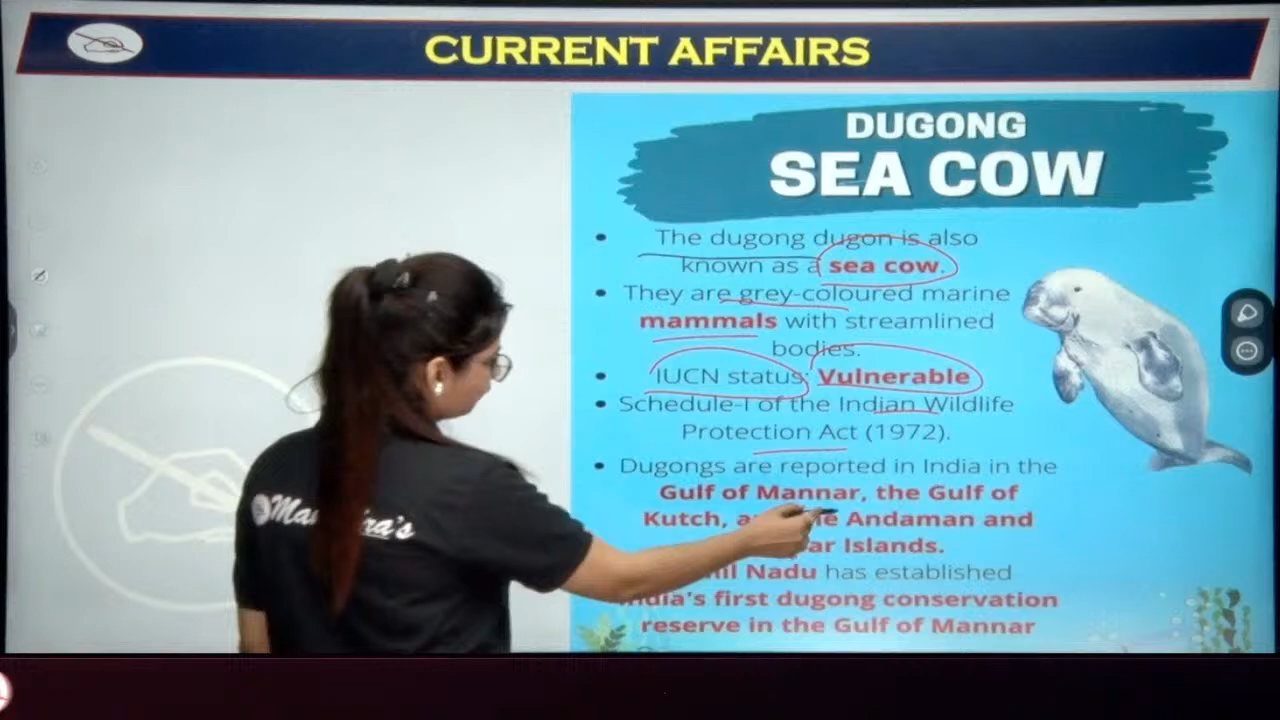 CURRENT AFFAIRS
DUGONG
SEA COW
• The dugong dugon is also
known as a sea cow.
• They are grey-coloured marine
mammals with streamlined
bodies.
• IUCN status: Vulnerable
• Schedule-I of the Indian Wildlife
Protection Act (1972).
• Dugongs are reported in India in the
Gulf of Mannar, the Gulf of
Kutch, Andaman and
Islands.
Nadu has established
India's first dugong conservation
reserve in the Gulf of Mannar